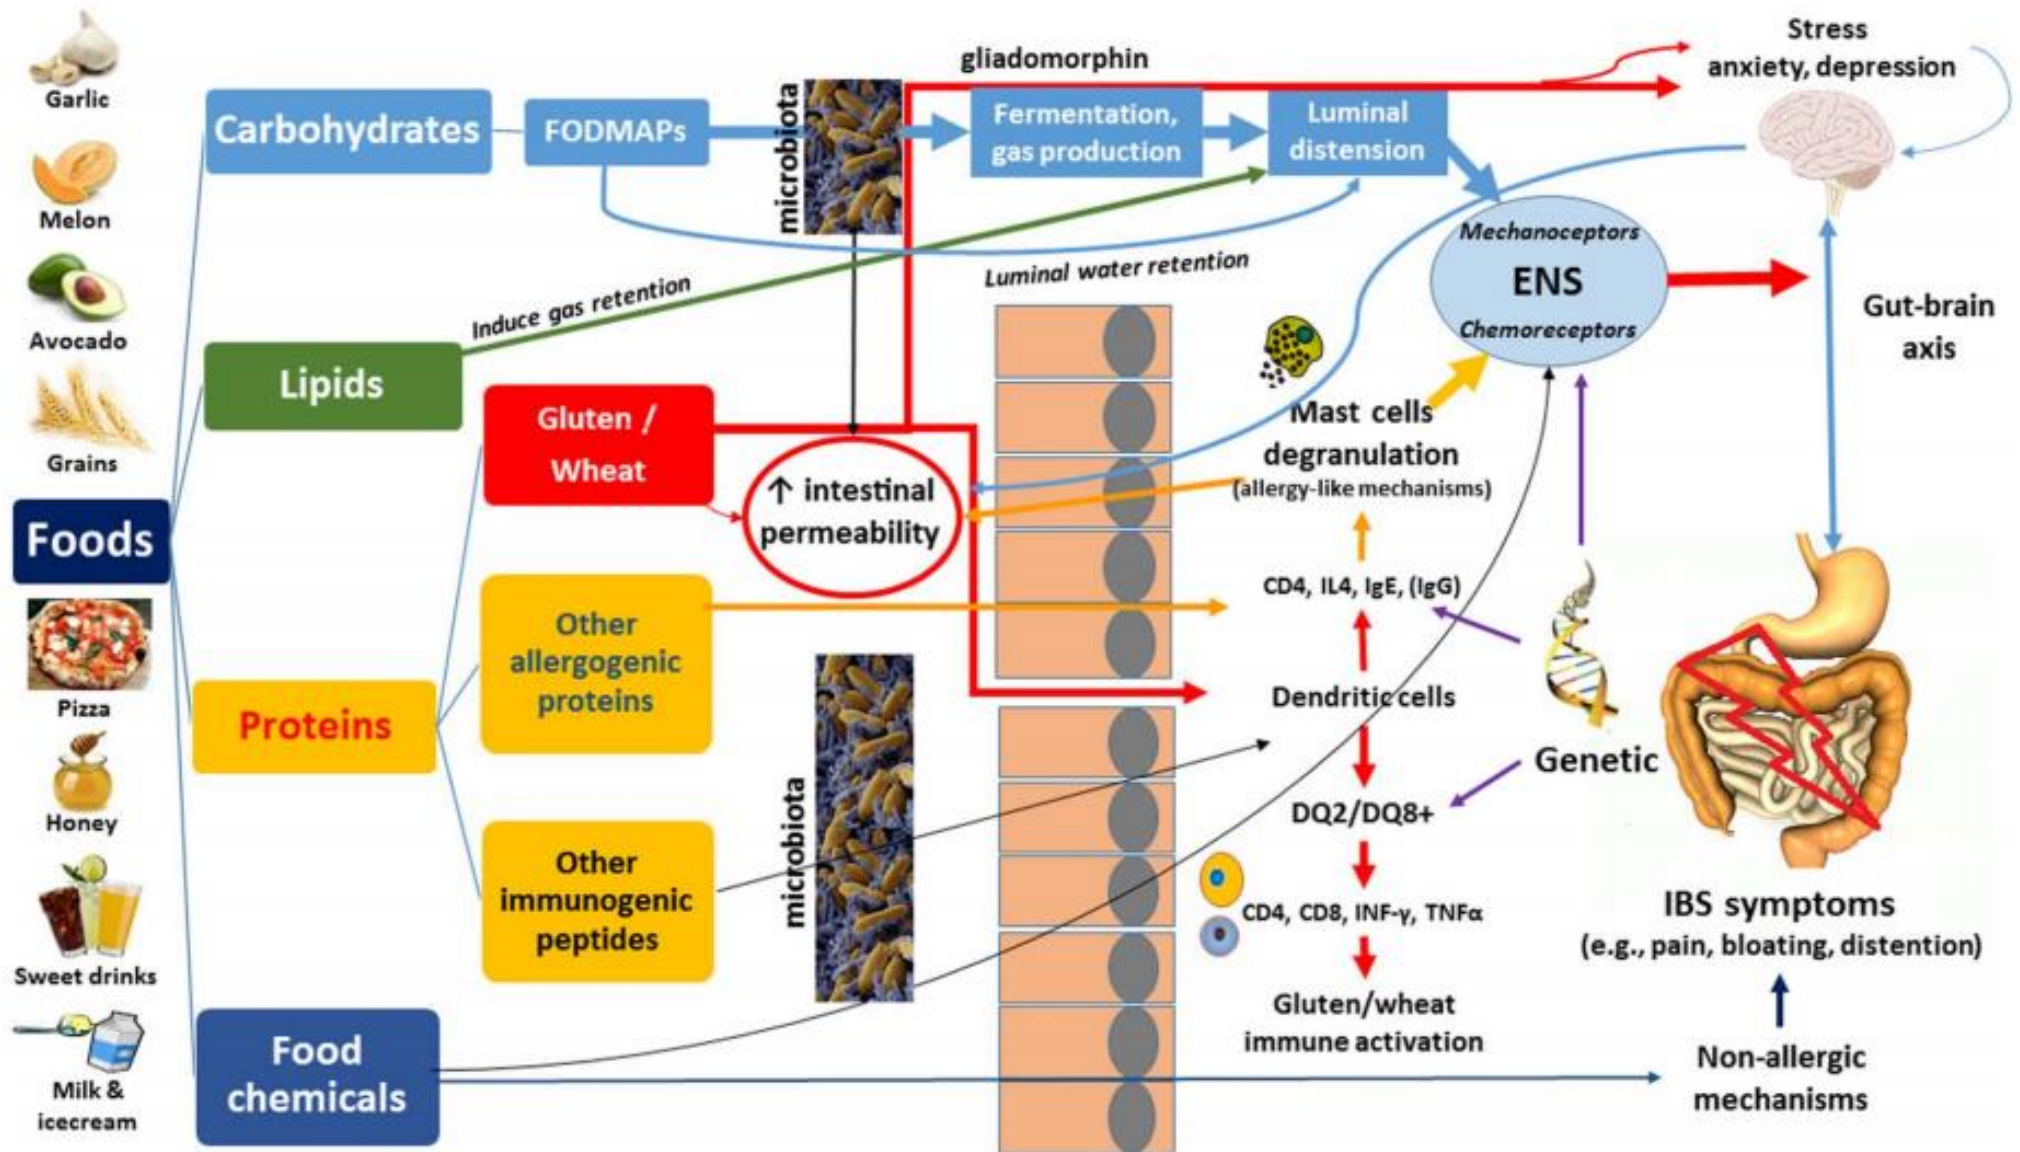 Garlic
Melon
Avocado
Grains
Foods
Pizza
Honey
Sweet drinks
Milk &
icecream
Carbohydrates
FODMAPs
microbiota
gliadomorphin
Fermentation,
gas production
Luminal
distension
Stress
anxiety, depression
Induce gas retention
Luminal water retention
Mechanoceptors
ENS
Chemoreceptors
Gut-brain
axis
Lipids
Gluten /
Wheat
↑ intestinal
permeability
Mast cells
degranulation
(allergy-like mechanisms)
CD4, IL4, IgE, (IgG)
Proteins
Other
allergogenic
proteins
Dendritic cells
Genetic
DQ2/DQ8+
microbiota
Other
immunogenic
peptides
CD4, CD8, INF-γ, TNFα
Gluten/wheat
immune activation
IBS symptoms
(e.g., pain, bloating, distention)
Food
chemicals
Non-allergic
mechanisms